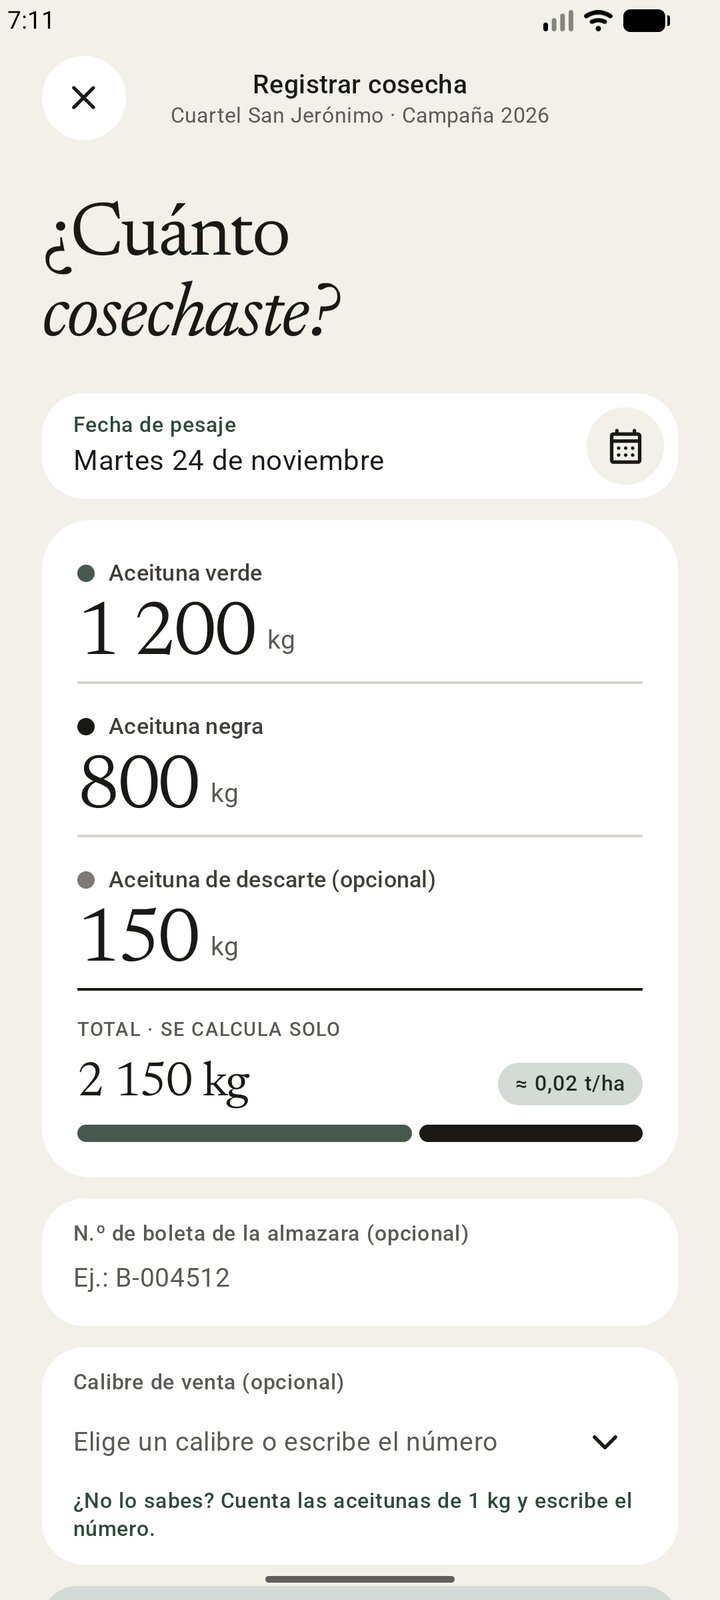 7:11
Registrar cosecha
Cuartel San Jerónimo · Campaña 2026
¿Cuánto
cosechaste?
Fecha de pesaje
Martes 24 de noviembre
Aceituna verde
1 200 kg
Aceituna negra
800 kg
Aceituna de descarte (opcional)
150 kg
TOTAL · SE CALCULA SOLO
2 150 kg
≈ 0,02 t/ha
N.º de boleta de la almazara (opcional)
Ej.: B-004512
Calibre de venta (opcional)
Elige un calibre o escribe el número
¿No lo sabes? Cuenta las aceitunas de 1 kg y escribe el
número.